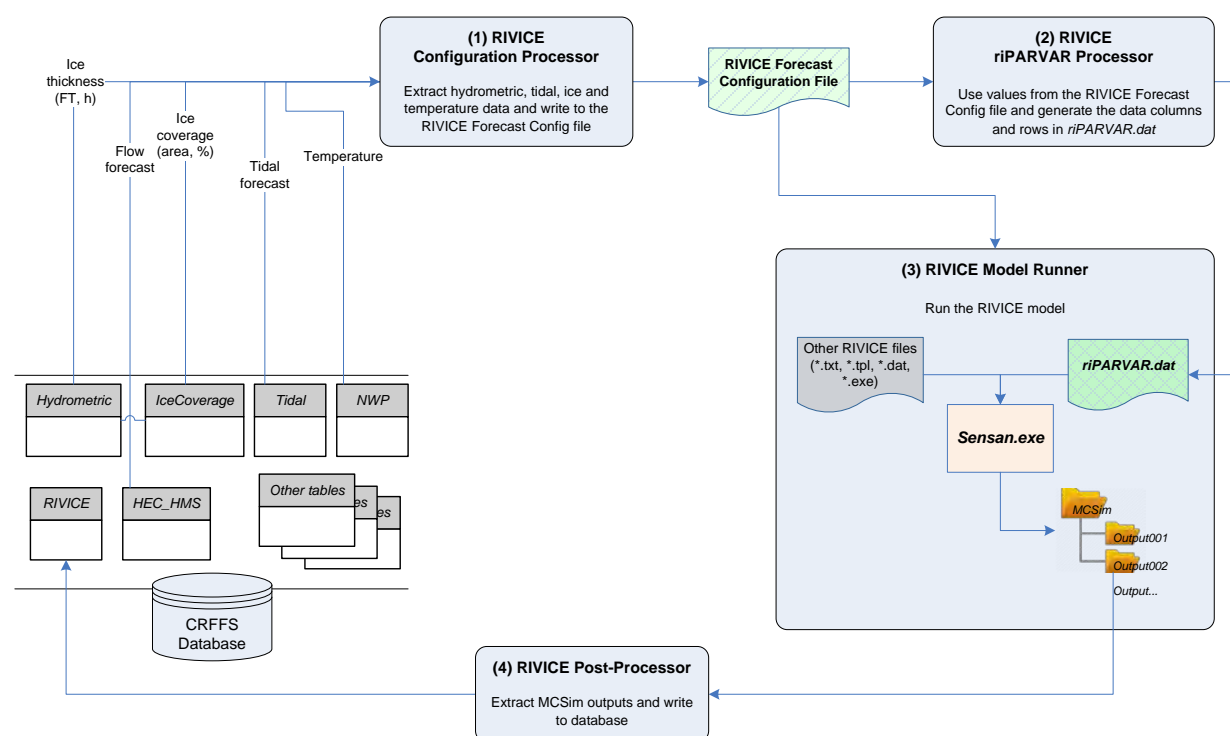 (1) RIVICE
Configuration Processor
Extract hydrometric, tidal, ice and
temperature data and write to the
RIVICE Forecast Config file
RIVICE Forecast
Configuration File
(2) RIVICE
riPARVAR Processor
Use values from the RIVICE Forecast
Config file and generate the data columns
and rows in riPARVAR.dat
Ice
thickness
(FT, h)
Flow
forecast
Ice
coverage
(area, %)
Tidal
forecast
Temperature
(3) RIVICE Model Runner
Run the RIVICE model
Other RIVICE files
(*.txt, *.tpl, *.dat,
*.exe)
riPARVAR.dat
Sensan.exe
MCSim
Output001
Output002
Output...
Hydrometric
IceCoverage
Tidal
NWP
RIVICE
HEC_HMS
Other tables
es
es
CRFFS
Database
(4) RIVICE Post-Processor
Extract MCSim outputs and write
to database